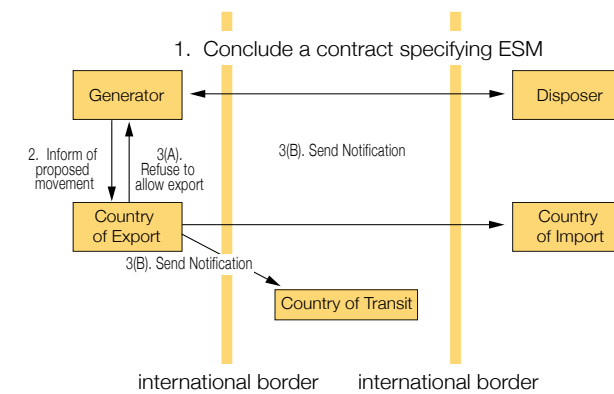 1. Conclude a contract specifying ESM
Generator
Disposer
2. Inform of
proposed
movement
3(A).
Refuse to
allow export
3(B). Send Notification
Country
of Export
Country
of Import
3(B). Send Notification
Country of Transit
international border
international border